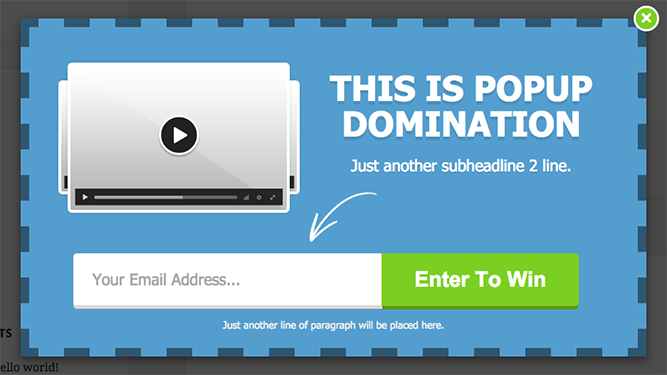 THIS IS POPUP
DOMINATION
Just another subheadline 2 line.
Your Email Address...
Enter To Win
Just another line of paragraph will be placed here.
TS
ello world!